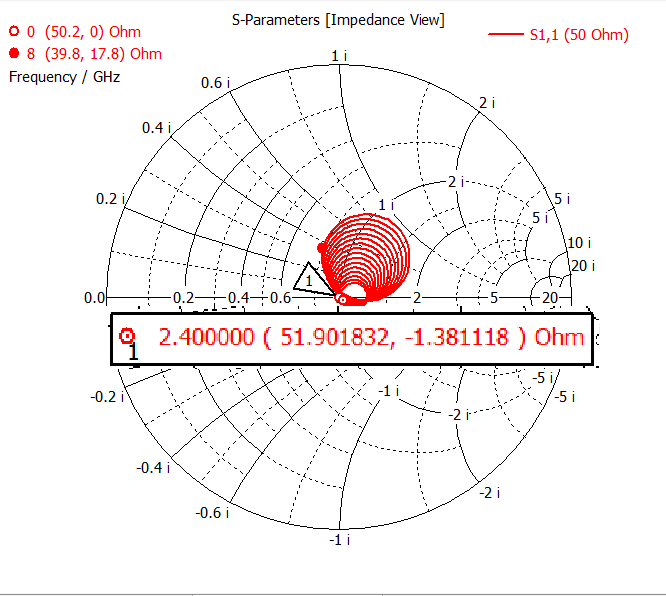 S-Parameters [Impedance View]
0 (50.2, 0) Ohm
8 (39.8, 17.8) Ohm
Frequency / GHz
S1,1 (50 Ohm)
1 i
0.6 i
2 i
0.4 i
2 i
0.2 i
1 i
5 i
5 i
10 i
20 i
1
0.0
0.2
0.4
0.6
2
5
20
1
2.400000 ( 51.901832, -1.381118 ) Ohm
-5 i
-0.2 i
-1 i
-5 i
-2 i
-0.4 i
-2 i
-0.6 i
-1 i